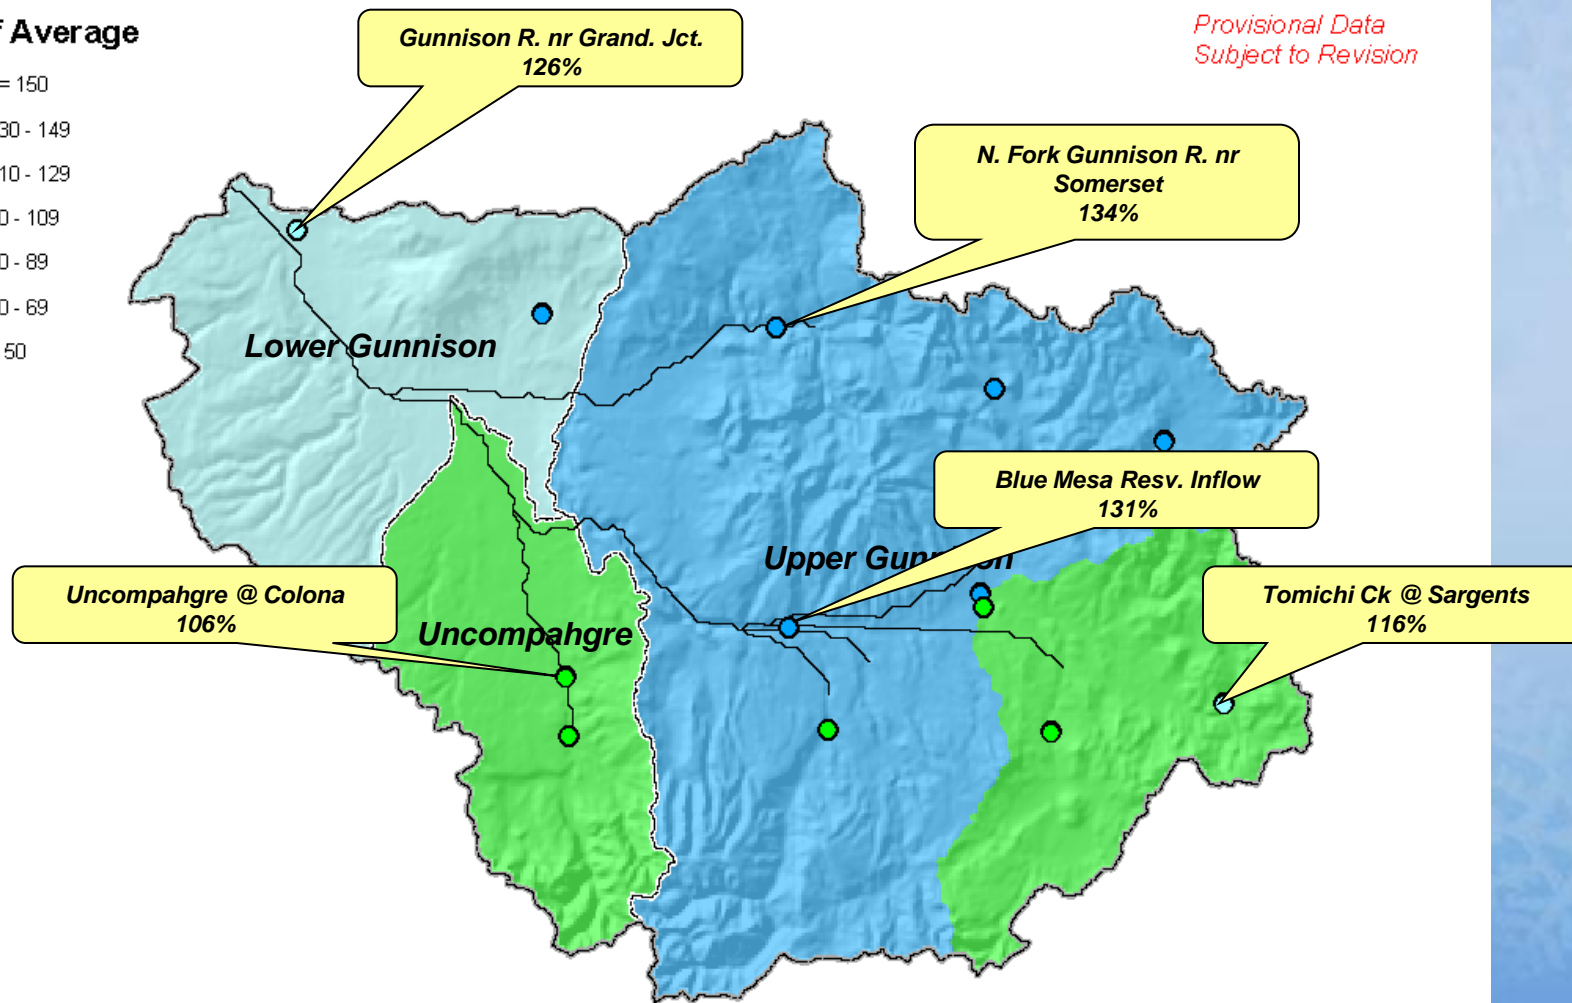 f Average
= 150
30 - 149
10 - 129
0 - 109
0 - 89
0 - 69
50
Gunnison R. nr Grand. Jct.
126%
Provisional Data
Subject to Revision
N. Fork Gunnison R. nr
Somerset
134%
Lower Gunnison
Blue Mesa Resv. Inflow
131%
Upper Gunnison
Uncompahgre @ Colona
106%
Uncompahgre
Tomichi Ck @ Sargents
116%